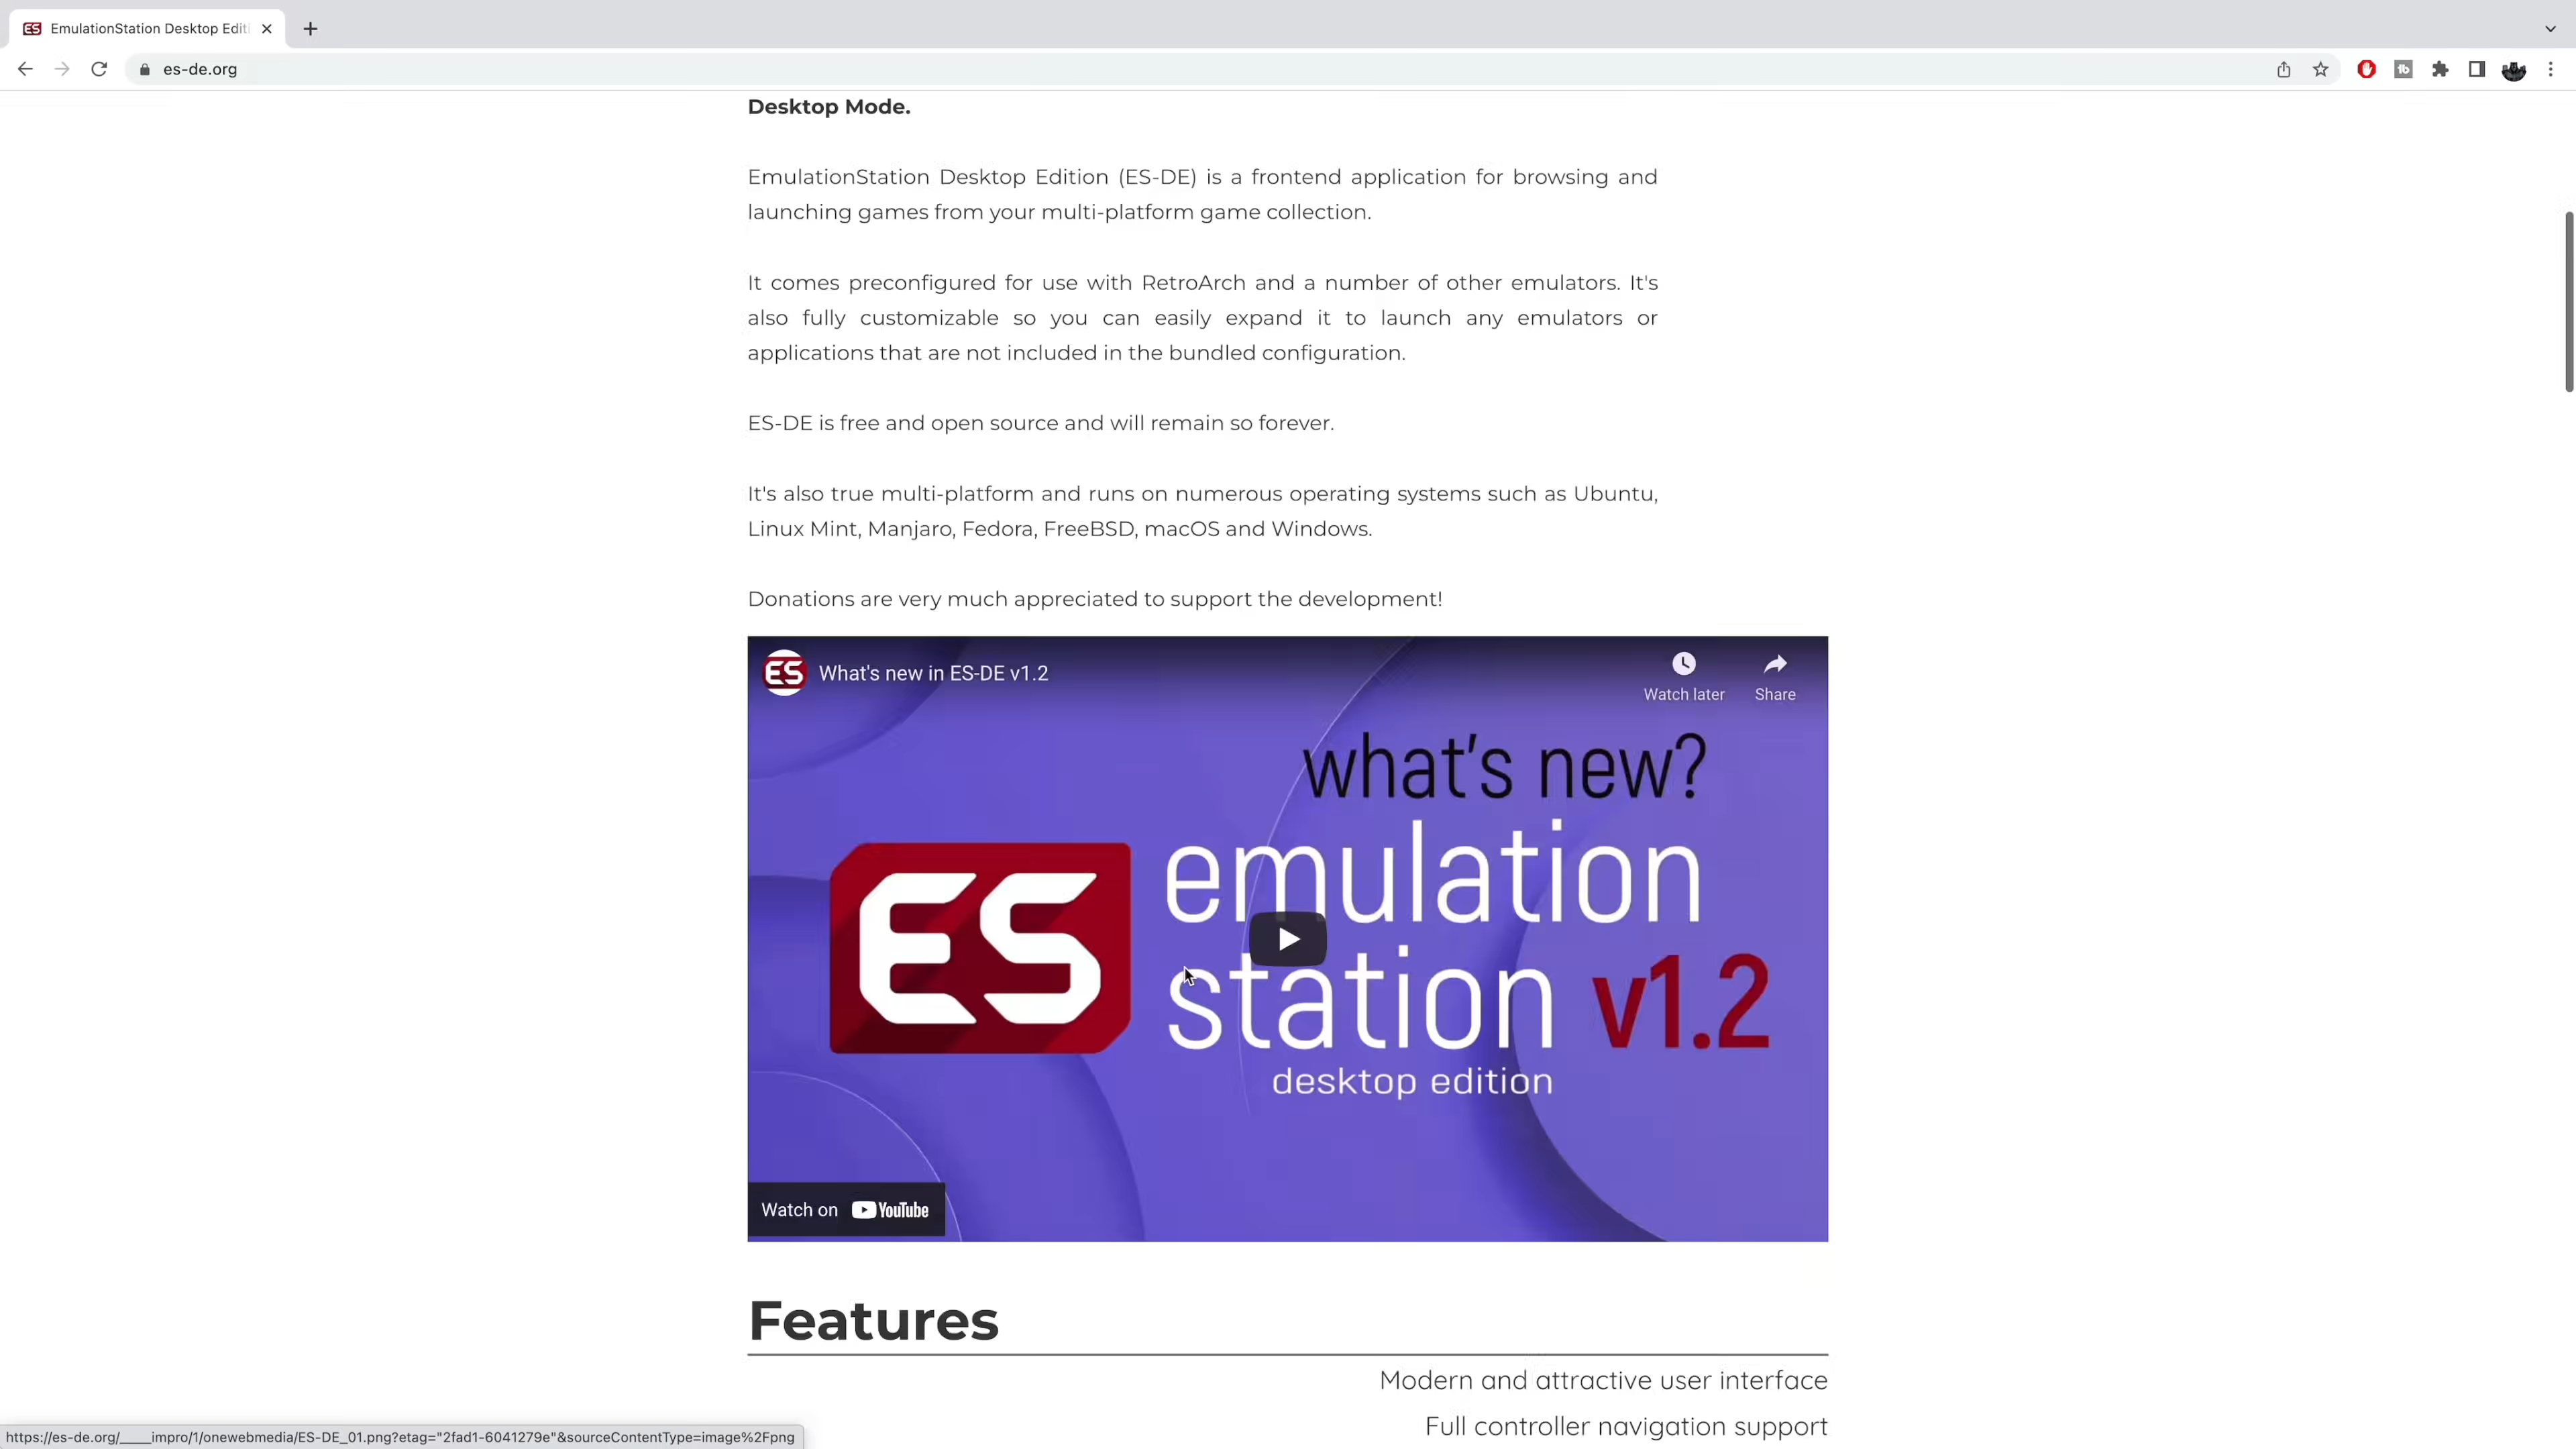 EmulationStation Desktop Editi
es-de.org
Desktop Mode.
EmulationStation Desktop Edition (ES-DE) is a frontend application for browsing and
launching games from your multi-platform game collection.
It comes preconfigured for use with RetroArch and a number of other emulators. It's
also fully customizable so you can easily expand it to launch any emulators or
applications that are not included in the bundled configuration.
ES-DE is free and open source and will remain so forever.
It's also true multi-platform and runs on numerous operating systems such as Ubuntu,
Linux Mint, Manjaro, Fedora, FreeBSD, macOS and Windows.
Donations are very much appreciated to support the development!
ES What's new in ES-DE v1.2
Watch later Share
what's new?
ES emulation
station v1.2
desktop edition
Watch on YouTube
Features
Modern and attractive user interface
Full controller navigation support
https://es-de.org/_____impro/1/onewebmedia/ES-DE_01.png?etag="2fad1-6041279e"&sourceContentType=image%2Fpng